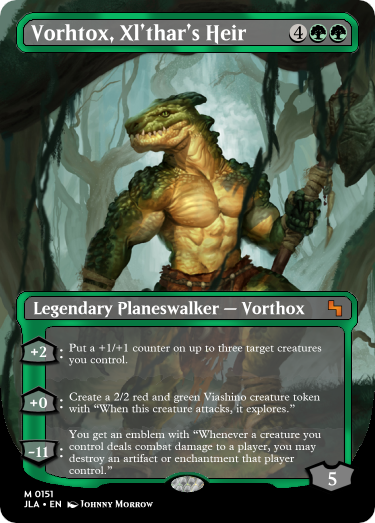 Vorhtox, Xl'thar's Heir 4
Legendary Planeswalker — Vorthox
+2 : Put a +1/+1 counter on up to three target creatures
you control.
+0 : Create a 2/2 red and green Viashino creature token
with “When this creature attacks, it explores.”
You get an emblem with “Whenever a creature you
-11 : control deals combat damage to a player, you may
destroy an artifact or enchantment that player
control.”
5
M 0151
JLA • EN Johnny Morrow